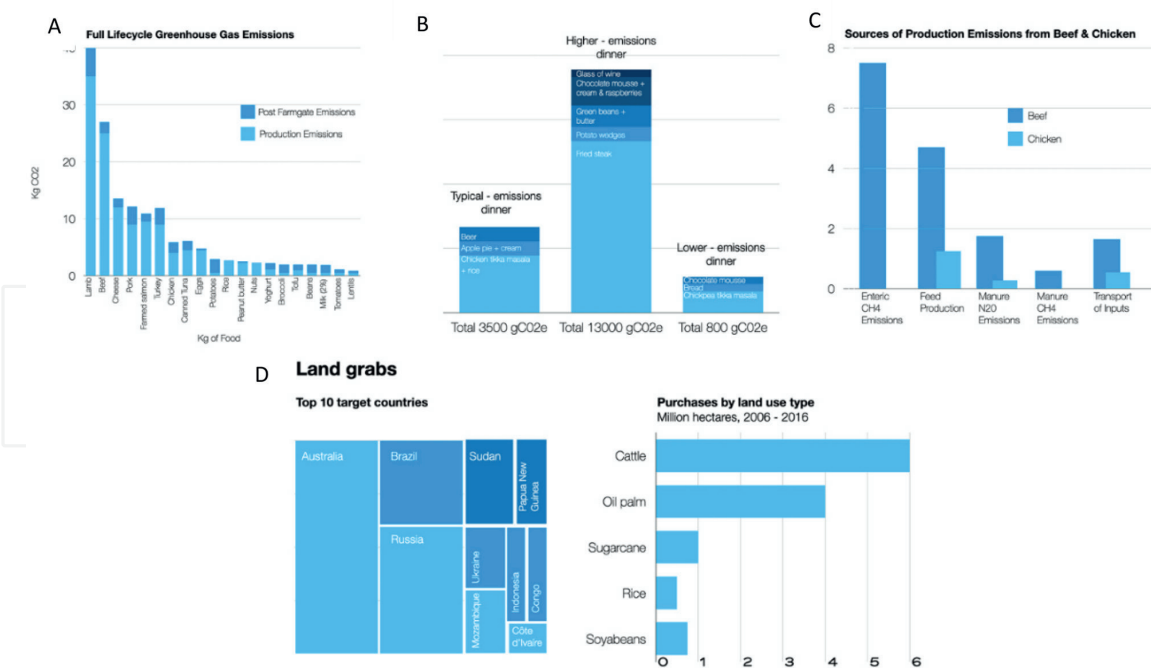 A
Full Lifecycle Greenhouse Gas Emissions
30
20
10
0
Kg CO2
Post Farmgate Emissions
Production Emissions
Lamb
Beef
Cheese
Pork
Farmed salmon
Turkey
Chicken
Canned Tuna
Eggs
Potatoes
Rice
Peanut butter
Nuts
Yoghurt
Broccoli
Tofu
Beans
Milk (2%)
Tomatoes
Lentils
Kg of Food
B
Higher - emissions
dinner
Glass of wine
Chocolate mousse +
cream & raspberries
Green beans +
butter
Potato wedges
Fried steak
Typical - emissions
dinner
Beer
Apple pie + cream
Chicken tikka masala
+ rice
Lower - emissions
dinner
Chocolate mousse
Bread
Chickpea tikka masala
Total 3500 gC02e
Total 13000 gC02e
Total 800 gC02e
C
Sources of Production Emissions from Beef & Chicken
8
6
4
2
0
Beef
Chicken
Enteric
CH4
Emissions
Feed
Production
Manure
N20
Emissions
Manure
CH4
Emissions
Transport
of Inputs
D
Land grabs
Top 10 target countries
Australia
Brazil
Sudan
Papua New
Guinea
Russia
Ukraine
Indonesia
Congo
Mozambique
Côte
d'Ivaire
Purchases by land use type
Million hectares, 2006 - 2016
Cattle
Oil palm
Sugarcane
Rice
Soyabeans
0 1 2 3 4 5 6